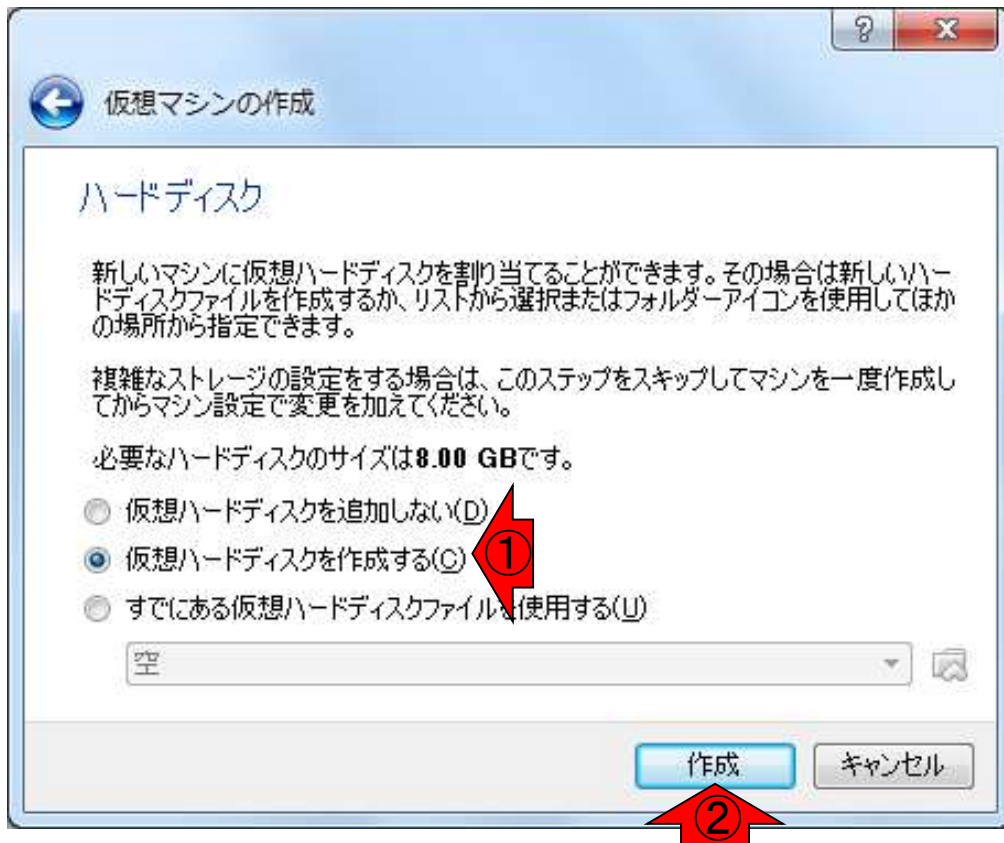 ?
仮想マシンの作成
ハードディスク
新しいマシンに仮想ハードディスクを割り当てることができます。その場合は新しいハー
ドディスクファイルを作成するか、リストから選択またはフォルダーアイコンを使用してほか
の場所から指定できます。
複雑なストレージの設定をする場合は、このステップをスキップしてマシンを一度作成し
てからマシン設定で変更を加えてください。
必要なハードディスクのサイズは8.00 GBです。
仮想ハードディスクを追加しない(D)
仮想ハードディスクを作成する(C) ①
すでにある仮想ハードディスクファイルを使用する(U)
空
作成 キャンセル
②